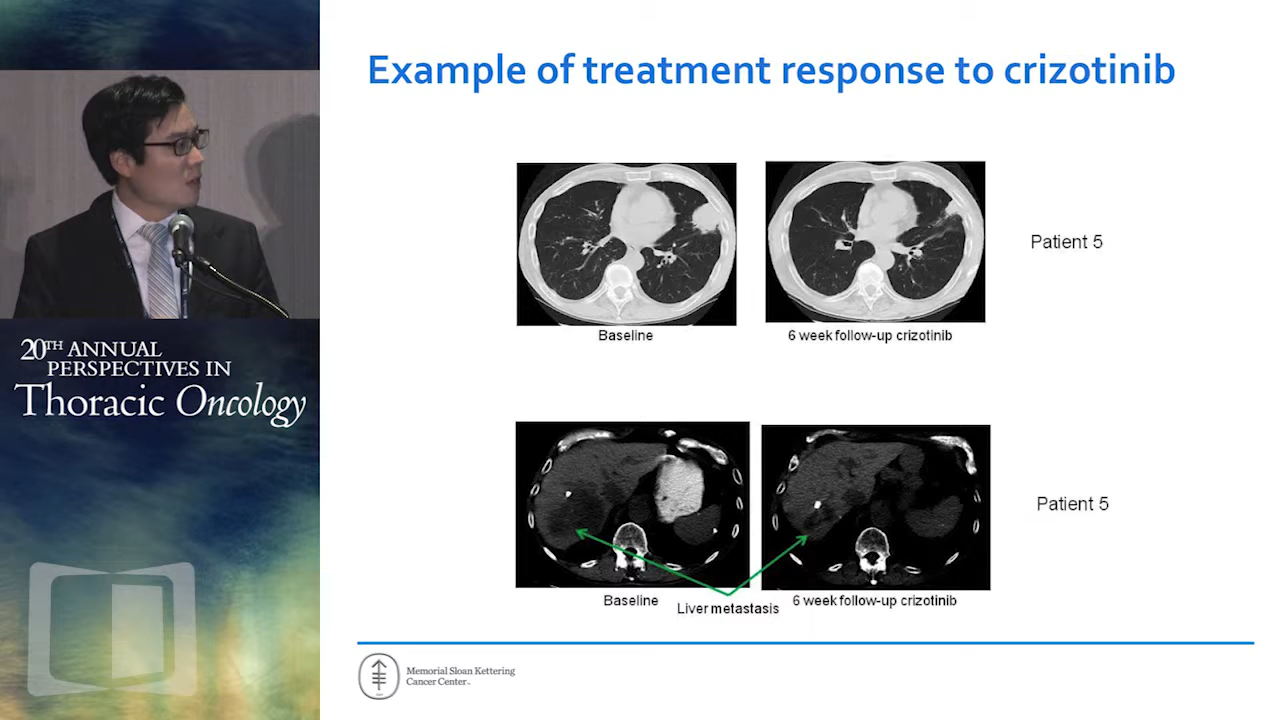 Example of treatment response to crizotinib
Patient 5
Baseline
6 week follow-up crizotinib
Patient 5
Baseline
Liver metastasis
6 week follow-up crizotinib
20TH ANNUAL
PERSPECTIVES IN
Thoracic Oncology
Memorial Sloan Kettering
Cancer Center